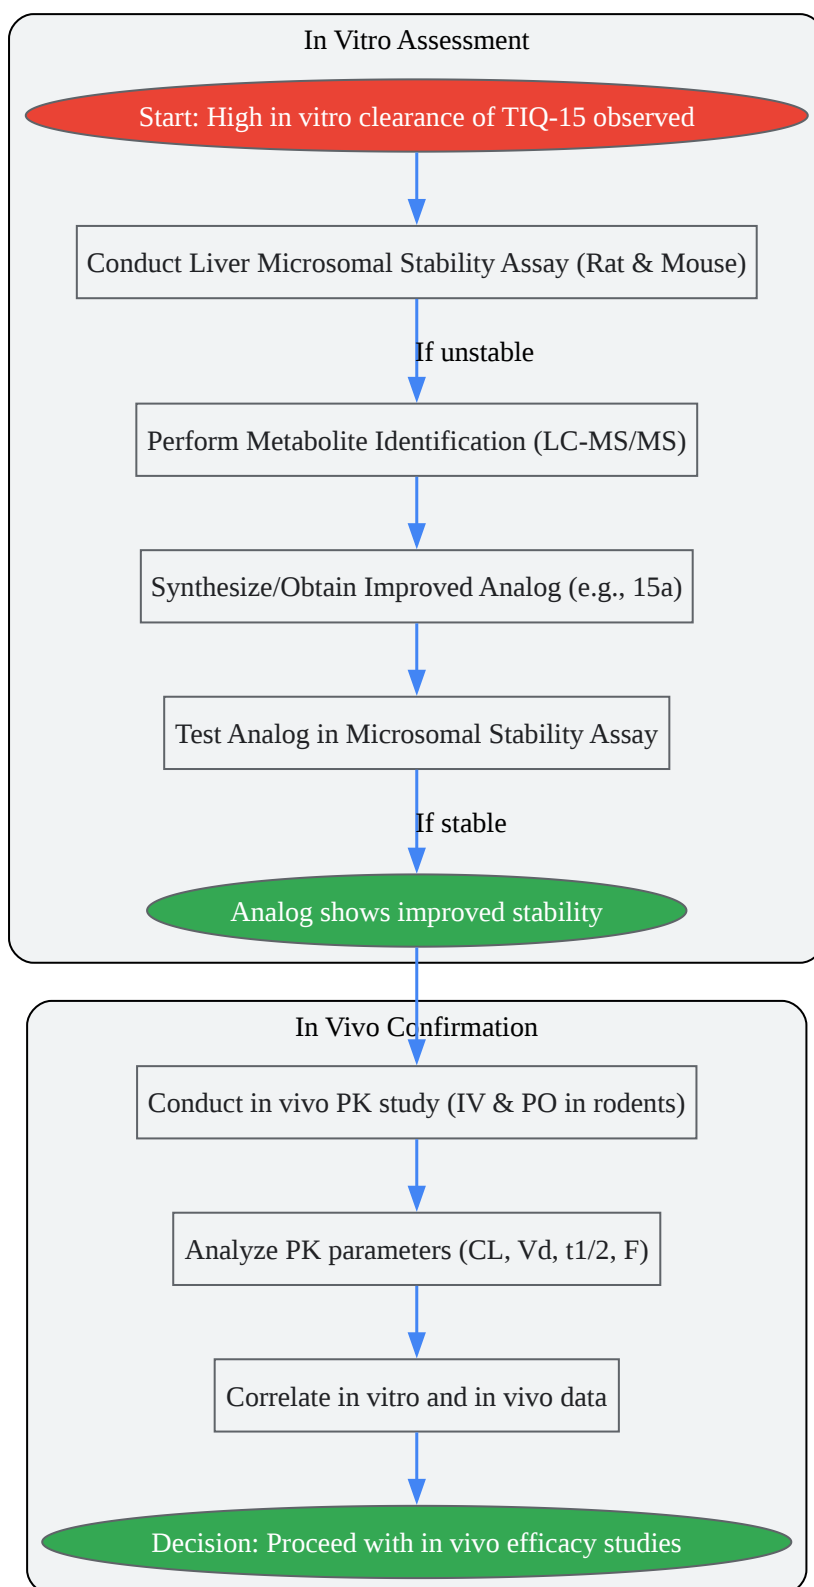 In Vitro Assessment
Start: High in vitro clearance of TIQ-15 observed
Conduct Liver Microsomal Stability Assay (Rat & Mouse)
If unstable
Perform Metabolite Identification (LC-MS/MS)
Synthesize/Obtain Improved Analog (e.g., 15a)
Test Analog in Microsomal Stability Assay
If stable
Analog shows improved stability
In Vivo Confirmation
Conduct in vivo PK study (IV & PO in rodents)
Analyze PK parameters (CL, Vd, t1/2, F)
Correlate in vitro and in vivo data
Decision: Proceed with in vivo efficacy studies